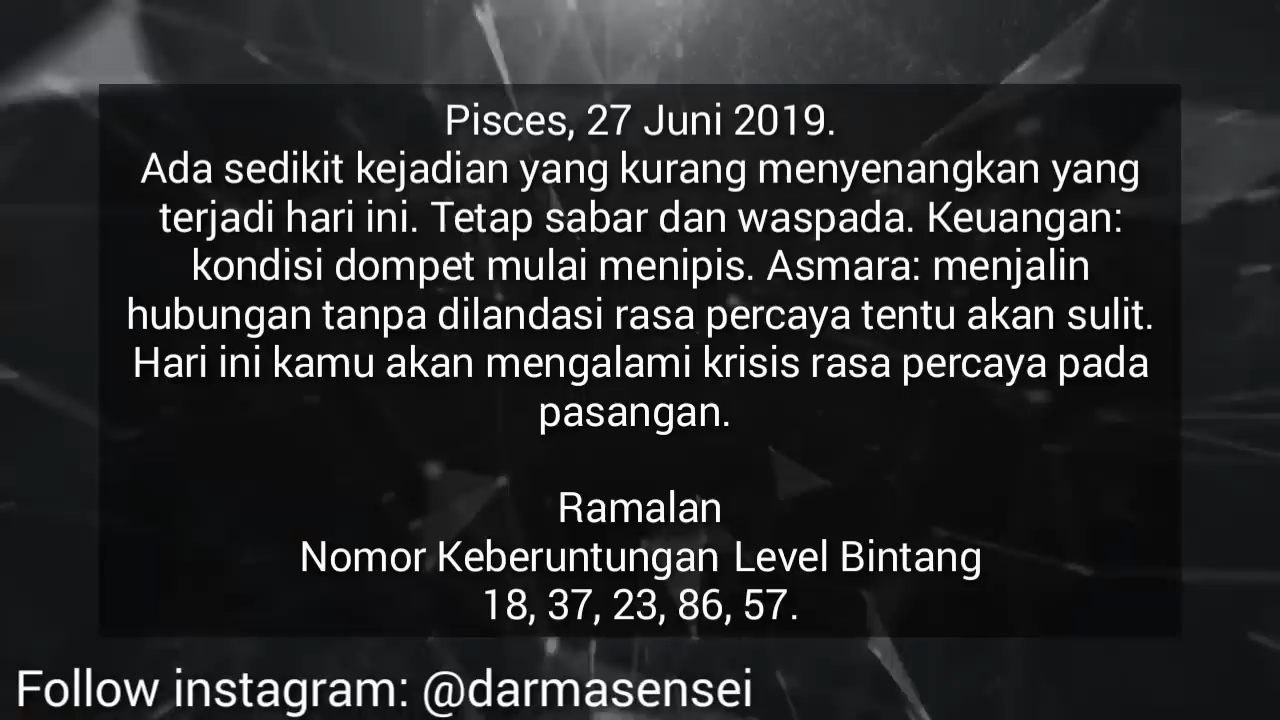 Pisces, 27 Juni 2019.
Ada sedikit kejadian yang kurang menyenangkan yang
terjadi hari ini. Tetap sabar dan waspada. Keuangan:
kondisi dompet mulai menipis. Asmara: menjalin
hubungan tanpa dilandasi rasa percaya tentu akan sulit.
Hari ini kamu akan mengalami krisis rasa percaya pada
pasangan.
Ramalan
Nomor Keberuntungan Level Bintang
18, 37, 23, 86, 57.
Follow instagram: @darmasensei